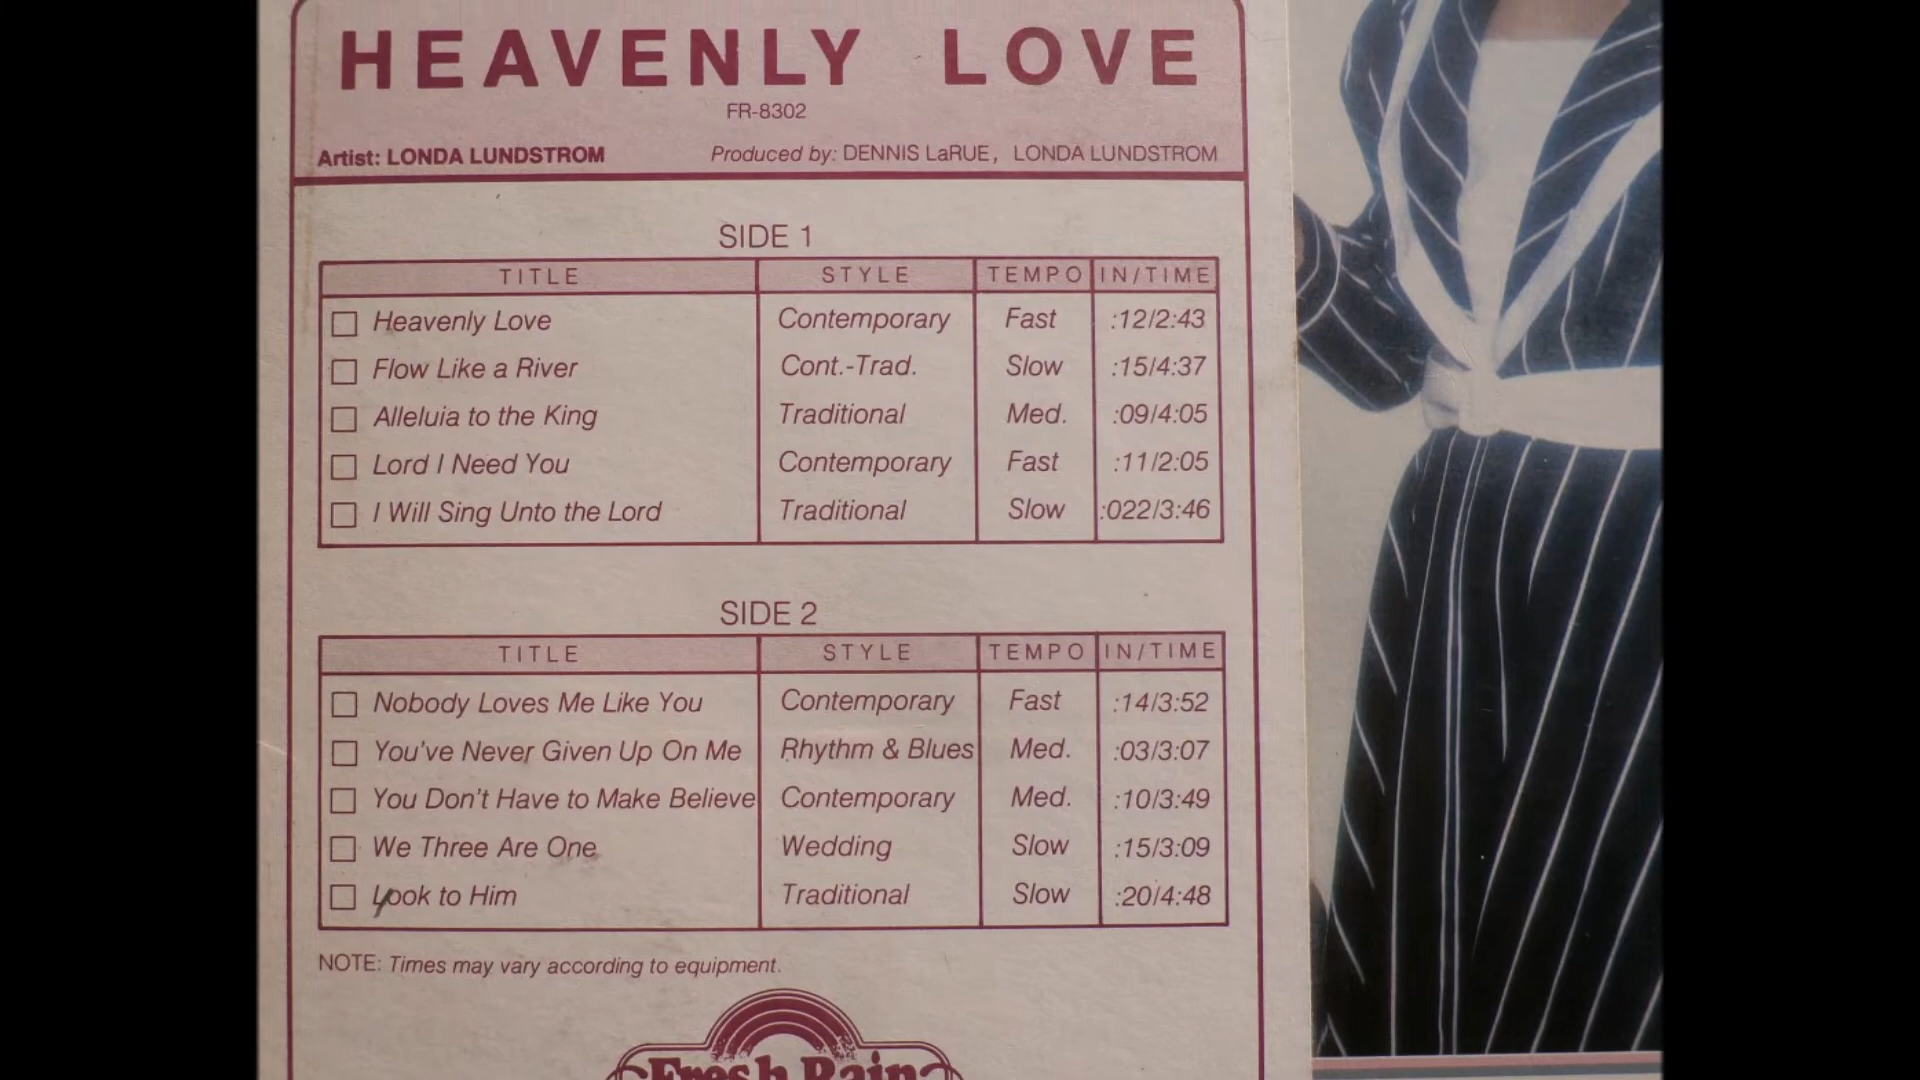 HEAVENLY LOVE
FR-8302
Artist: LONDA LUNDSTROM Produced by: DENNIS LaRUE, LONDA LUNDSTROM
SIDE 1
TITLE STYLE TEMPO IN/TIME
Heavenly Love Contemporary Fast :12/2:43
Flow Like a River Cont.-Trad. Slow :15/4:37
Alleluia to the King Traditional Med. :09/4:05
Lord I Need You Contemporary Fast :11/2:05
I Will Sing Unto the Lord Traditional Slow :022/3:46
SIDE 2
TITLE STYLE TEMPO IN/TIME
Nobody Loves Me Like You Contemporary Fast :14/3:52
You've Never Given Up On Me Rhythm & Blues Med. :03/3:07
You Don't Have to Make Believe Contemporary Med. :10/3:49
We Three Are One Wedding Slow :15/3:09
Look to Him Traditional Slow :20/4:48
NOTE: Times may vary according to equipment.
Fresh Rain